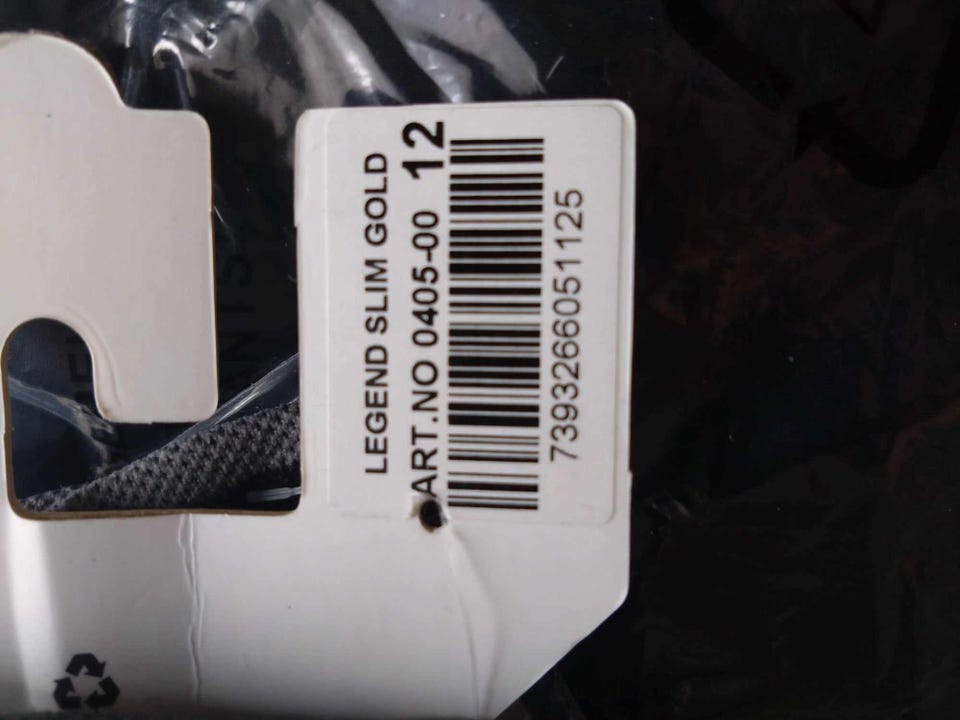 LEGEND SLIM GOLD
ART.NO 0405-00 12
7393266051125